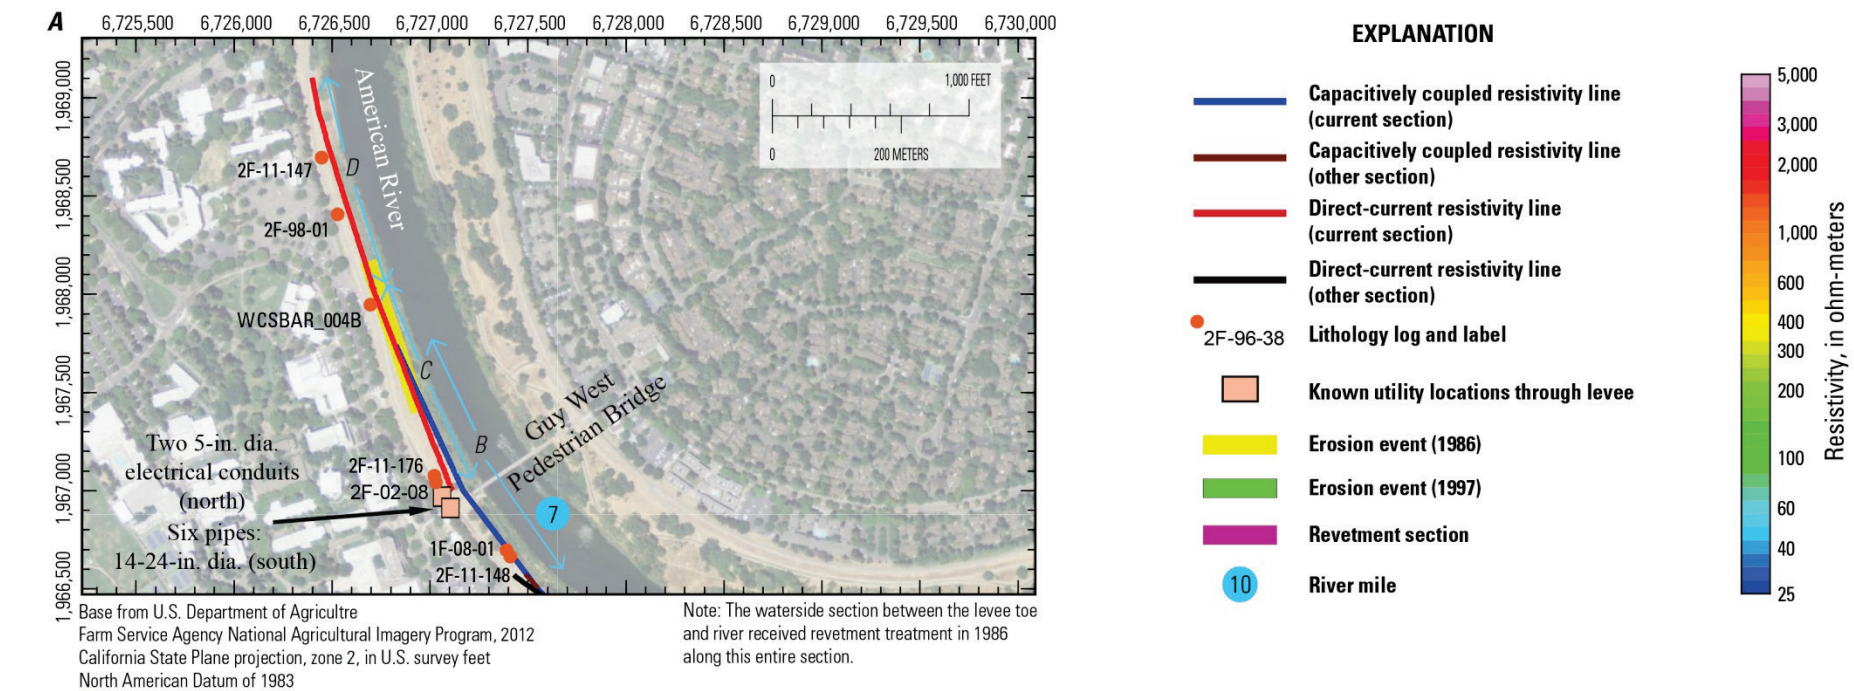 A
6,725,500 6,726,000 6,726,500 6,727,000 6,727,500 6,728,000 6,728,500 6,729,000 6,729,500 6,730,000
1,969,000
1,968,500
1,968,000
1,967,500
1,967,000
1,966,500
0 1,000 FEET
0 200 METERS
American River
D
2F-11-147
2F-98-01
WCSBAR_004B
C
B
Guy West
Pedestrian Bridge
2F-11-176
2F-02-08
Two 5-in. dia.
electrical conduits
(north)
Six pipes:
14-24-in. dia. (south)
7
1F-08-01
2F-11-148
Base from U.S. Department of Agricultre
Farm Service Agency National Agricultural Imagery Program, 2012
California State Plane projection, zone 2, in U.S. survey feet
North American Datum of 1983
Note: The waterside section between the levee toe
and river received revetment treatment in 1986
along this entire section.
EXPLANATION
Capacitively coupled resistivity line
(current section)
Capacitively coupled resistivity line
(other section)
Direct-current resistivity line
(current section)
Direct-current resistivity line
(other section)
2F-96-38 Lithology log and label
Known utility locations through levee
Erosion event (1986)
Erosion event (1997)
Revetment section
10 River mile
5,000
3,000
2,000
1,000
600
400
300
200
100
60
40
25
Resistivity, in ohm-meters